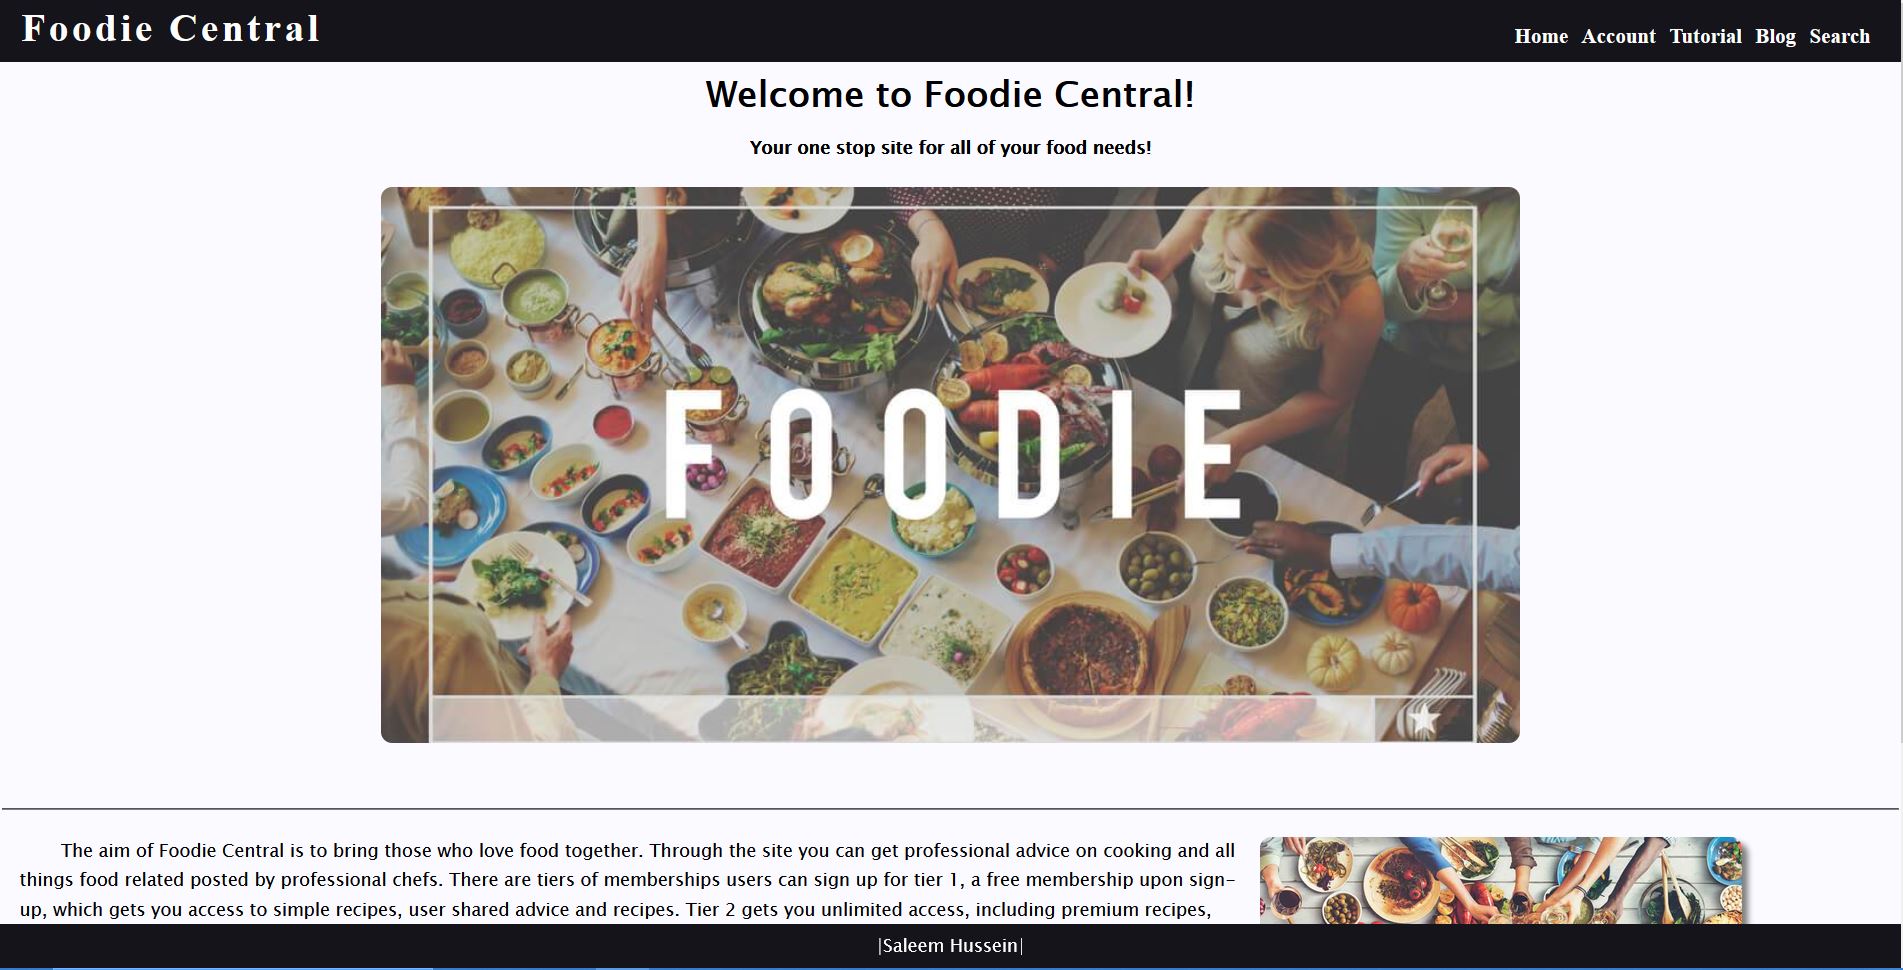 Foodie Central
Home Account Tutorial Blog Search
Welcome to Foodie Central!
Your one stop site for all of your food needs!
FOODIE
The aim of Foodie Central is to bring those who love food together. Through the site you can get professional advice on cooking and all
things food related posted by professional chefs. There are tiers of memberships users can sign up for tier 1, a free membership upon sign-
up, which gets you access to simple recipes, user shared advice and recipes. Tier 2 gets you unlimited access, including premium recipes,
|Saleem Hussein|